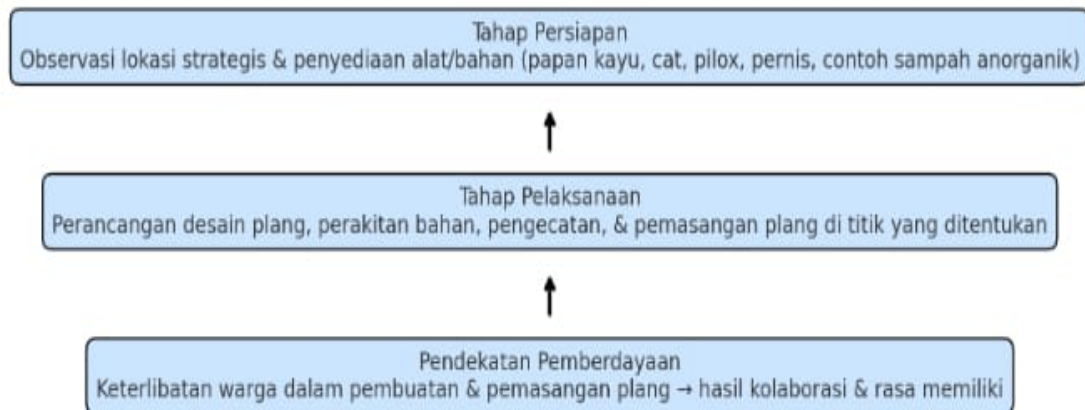 Tahap Persiapan
Observasi lokasi strategis & penyediaan alat/bahan (papan kayu, cat, pilox, pernis, contoh sampah anorganik)
Tahap Pelaksanaan
Perancangan desain plang, perakitan bahan, pengecatan, & pemasangan plang di titik yang ditentukan
Pendekatan Pemberdayaan
Keterlibatan warga dalam pembuatan & pemasangan plang → hasil kolaborasi & rasa memiliki